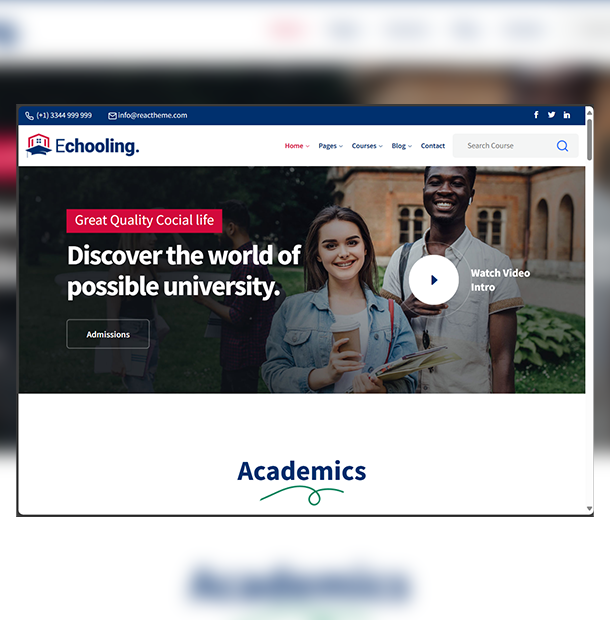 (+1) 3344 999 999
info@reactheme.com
Echooling.
Home
Pages
Courses
Blog
Contact
Search Course
Great Quality Cocial life
Discover the world of
possible university.
Admissions
Watch Video
Intro
Academics
Academics